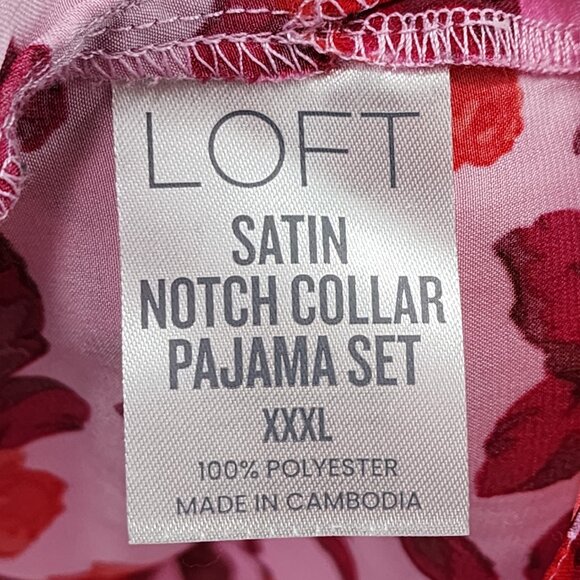 LOFT
SATIN
NOTCH COLLAR
PAJAMA SET
XXXL
100% POLYESTER
MADE IN CAMBODIA